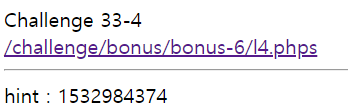 Challenge 33-4
/challenge/bonus/bonus-6/l4.phps
hint : 1532984374